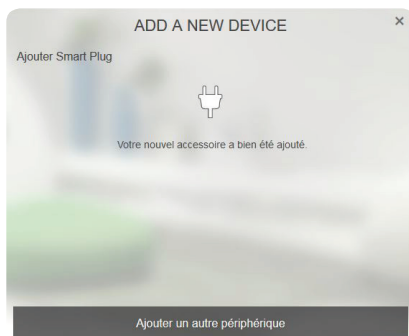 ADD A NEW DEVICE
×
Ajouter Smart Plug
Votre nouvel accessoire a bien été ajouté.
Ajouter un autre périphérique